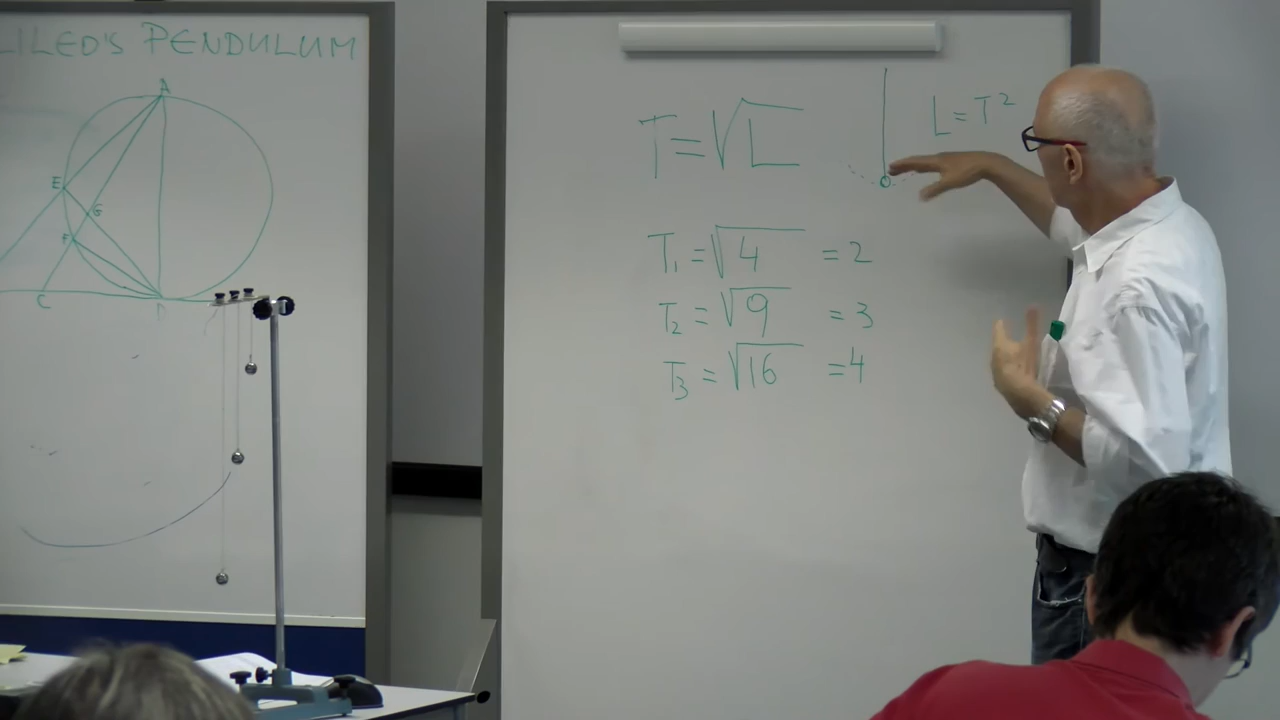 LILEO'S PENDULUM
A
E
G
F
C
D
T=√L
L=T²
T₁=√4 =2
T₂=√9 =3
T₃=√16 =4